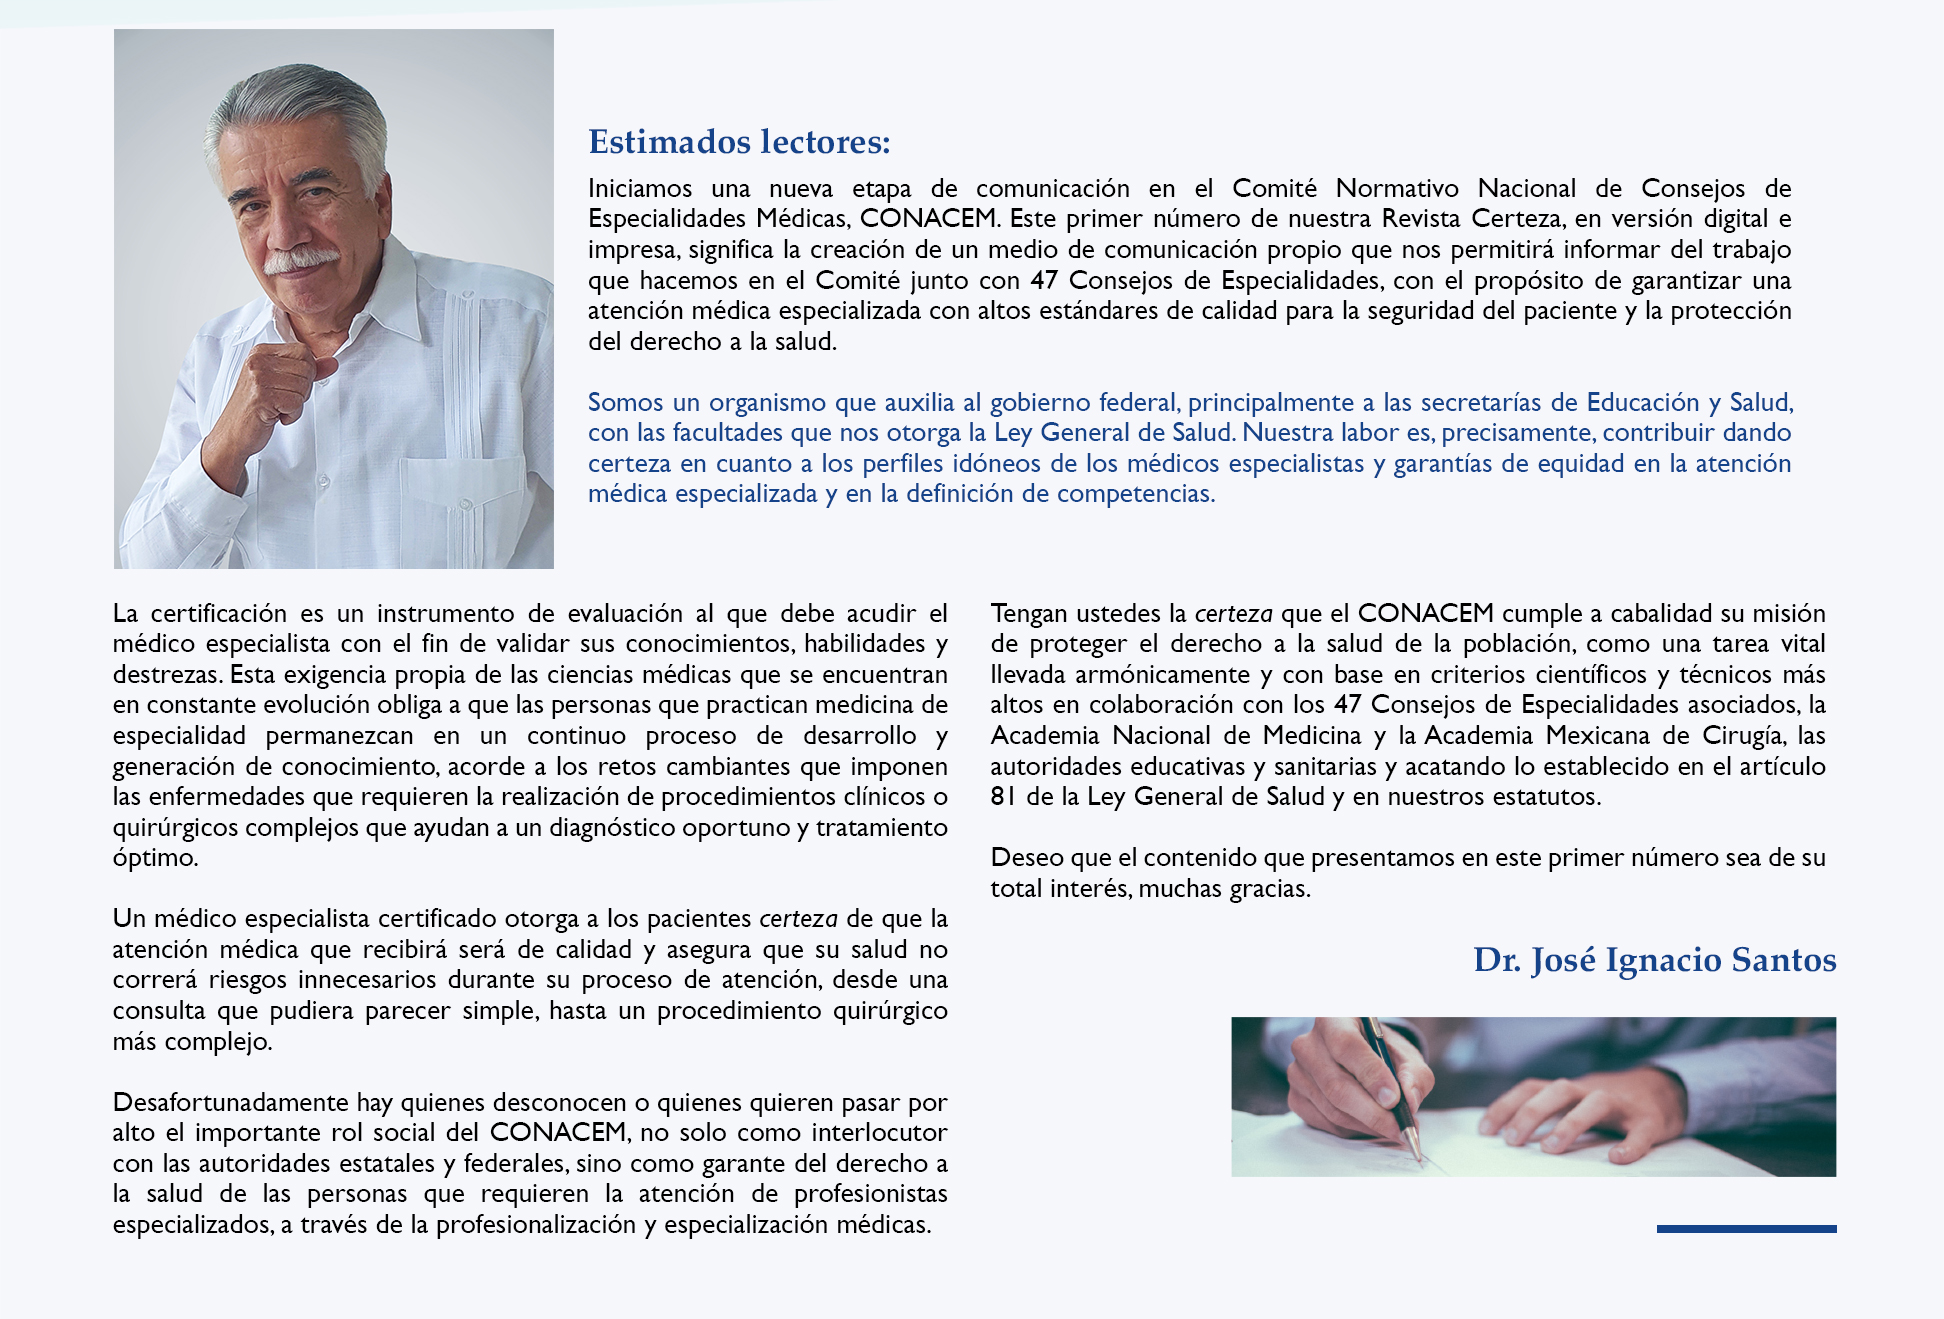 Estimados lectores:
Iniciamos una nueva etapa de comunicación en el Comité Normativo Nacional de Consejos de
Especialidades Médicas, CONACEM. Este primer número de nuestra Revista Certeza, en versión digital e
impresa, significa la creación de un medio de comunicación propio que nos permitirá informar del trabajo
que hacemos en el Comité junto con 47 Consejos de Especialidades, con el propósito de garantizar una
atención médica especializada con altos estándares de calidad para la seguridad del paciente y la protección
del derecho a la salud.
Somos un organismo que auxilia al gobierno federal, principalmente a las secretarías de Educación y Salud,
con las facultades que nos otorga la Ley General de Salud. Nuestra labor es, precisamente, contribuir dando
certeza en cuanto a los perfiles idóneos de los médicos especialistas y garantías de equidad en la atención
médica especializada y en la definición de competencias.
La certificación es un instrumento de evaluación al que debe acudir el
médico especialista con el fin de validar sus conocimientos, habilidades y
destrezas. Esta exigencia propia de las ciencias médicas que se encuentran
en constante evolución obliga a que las personas que practican medicina de
especialidad permanezcan en un continuo proceso de desarrollo y
generación de conocimiento, acorde a los retos cambiantes que imponen
las enfermedades que requieren la realización de procedimientos clínicos o
quirúrgicos complejos que ayudan a un diagnóstico oportuno y tratamiento
óptimo.
Un médico especialista certificado otorga a los pacientes certeza de que la
atención médica que recibirá será de calidad y asegura que su salud no
correrá riesgos innecesarios durante su proceso de atención, desde una
consulta que pudiera parecer simple, hasta un procedimiento quirúrgico
más complejo.
Desafortunadamente hay quienes desconocen o quienes quieren pasar por
alto el importante rol social del CONACEM, no solo como interlocutor
con las autoridades estatales y federales, sino como garante del derecho a
la salud de las personas que requieren la atención de profesionistas
especializados, a través de la profesionalización y especialización médicas.
Tengan ustedes la certeza que el CONACEM cumple a cabalidad su misión
de proteger el derecho a la salud de la población, como una tarea vital
llevada armónicamente y con base en criterios científicos y técnicos más
altos en colaboración con los 47 Consejos de Especialidades asociados, la
Academia Nacional de Medicina y la Academia Mexicana de Cirugía, las
autoridades educativas y sanitarias y acatando lo establecido en el artículo
81 de la Ley General de Salud y en nuestros estatutos.
Deseo que el contenido que presentamos en este primer número sea de su
total interés, muchas gracias.
Dr. José Ignacio Santos